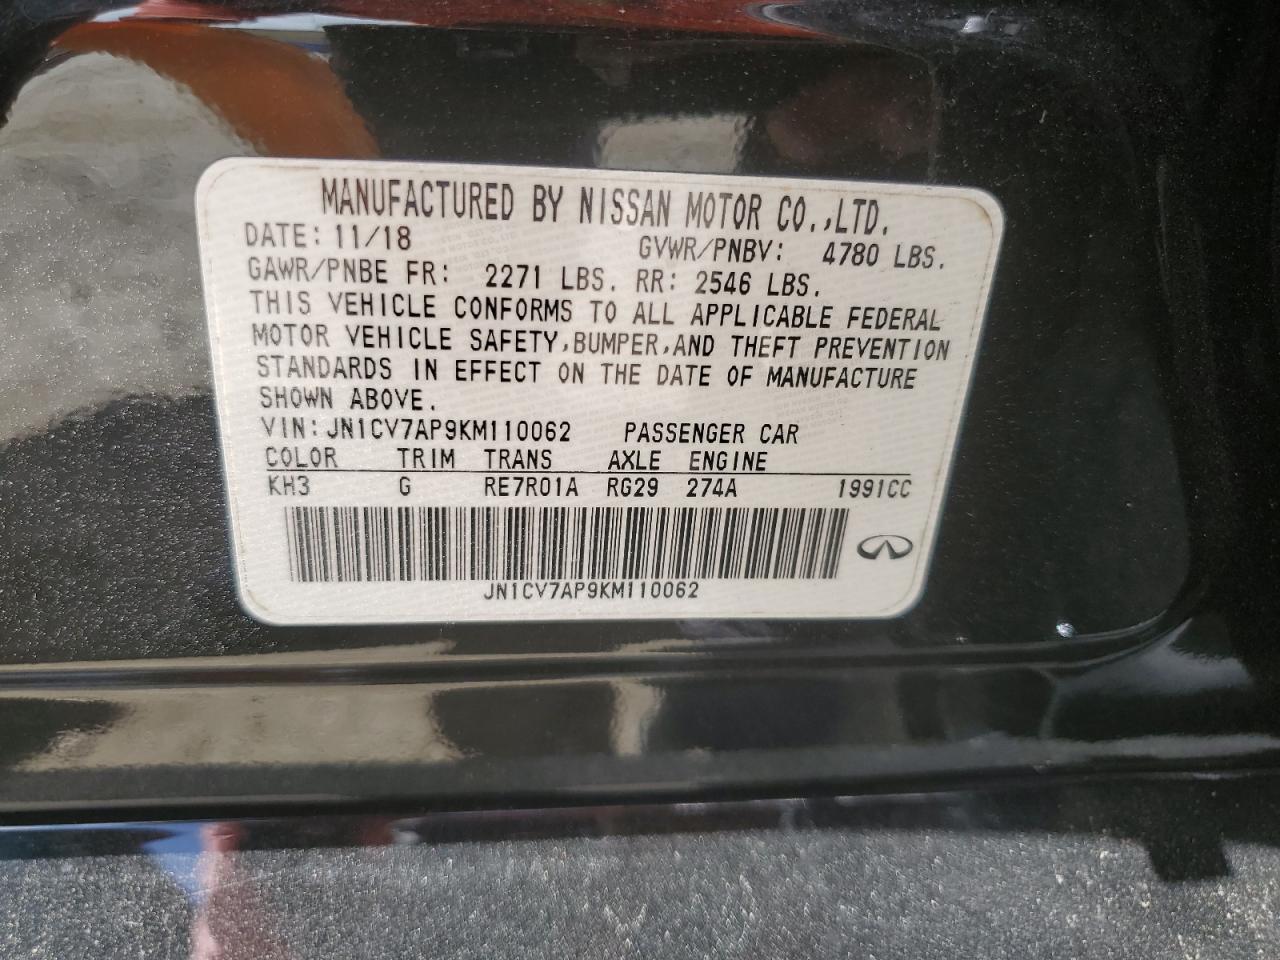 MANUFACTURED BY NISSAN MOTOR CO.,LTD.
DATE: 11/18 GVWR/PNBV: 4780 LBS.
GAWR/PNBE FR: 2271 LBS. RR: 2546 LBS.
THIS VEHICLE CONFORMS TO ALL APPLICABLE FEDERAL
MOTOR VEHICLE SAFETY,BUMPER,AND THEFT PREVENTION
STANDARDS IN EFFECT ON THE DATE OF MANUFACTURE
SHOWN ABOVE.
VIN: JN1CV7AP9KM110062 PASSENGER CAR
COLOR TRIM TRANS AXLE ENGINE
KH3 G RE7R01A RG29 274A 1991CC
JN1CV7AP9KM110062